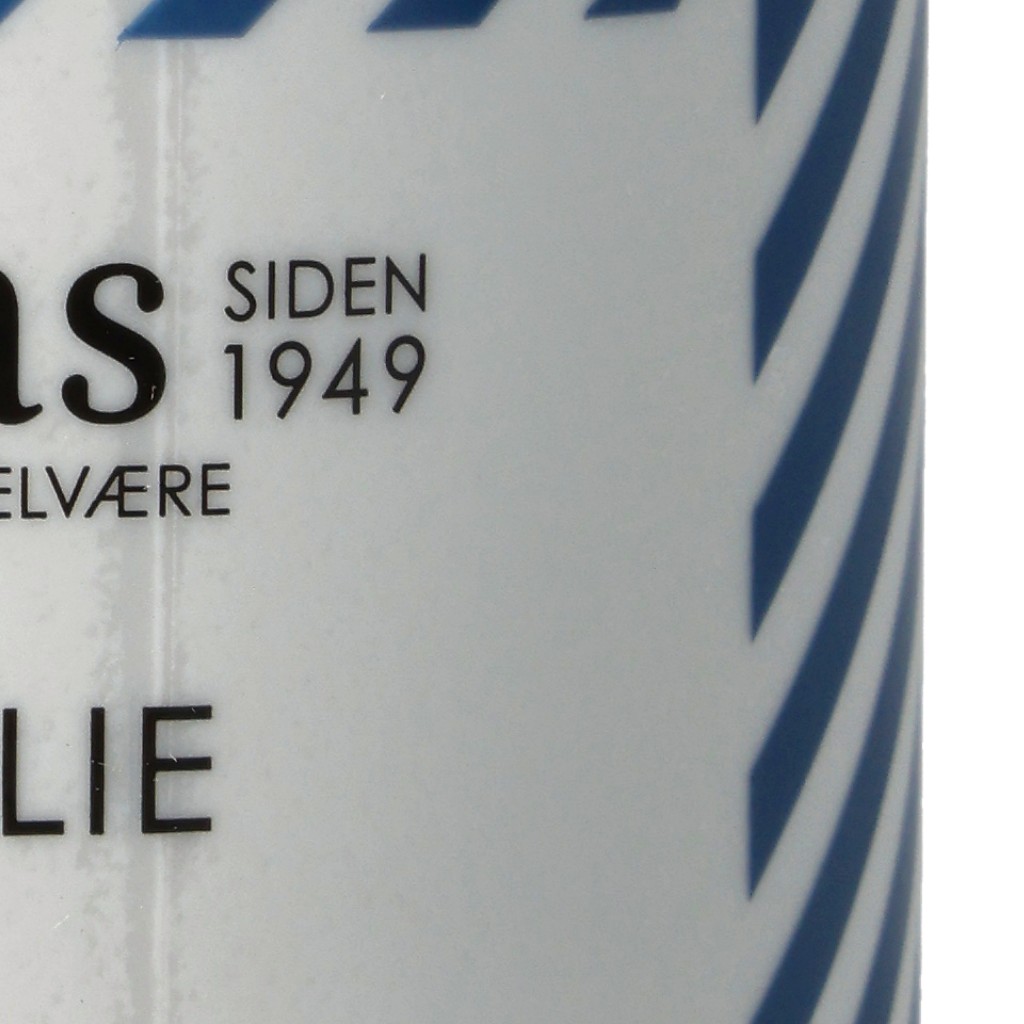 as SIDEN
1949
ELVÆRE
LIE